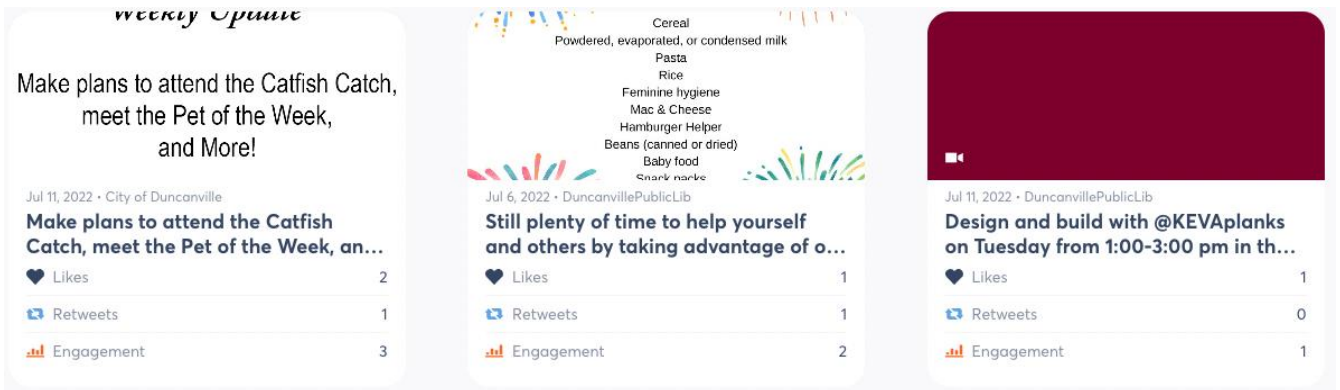 Weekly Update
Make plans to attend the Catfish Catch,
meet the Pet of the Week,
and More!
Jul 11, 2022 • City of Duncanville
Make plans to attend the Catfish
Catch, meet the Pet of the Week, an...
Likes 2
Retweets 1
Engagement 3
Cereal
Powdered, evaporated, or condensed milk
Pasta
Rice
Feminine hygiene
Mac & Cheese
Hamburger Helper
Beans (canned or dried)
Baby food
Snack packs
Jul 6, 2022 • DuncanvillePublicLib
Still plenty of time to help yourself
and others by taking advantage of o...
Likes 1
Retweets 1
Engagement 2
Jul 11, 2022 • DuncanvillePublicLib
Design and build with @KEVAplanks
on Tuesday from 1:00-3:00 pm in th...
Likes 1
Retweets 0
Engagement 1